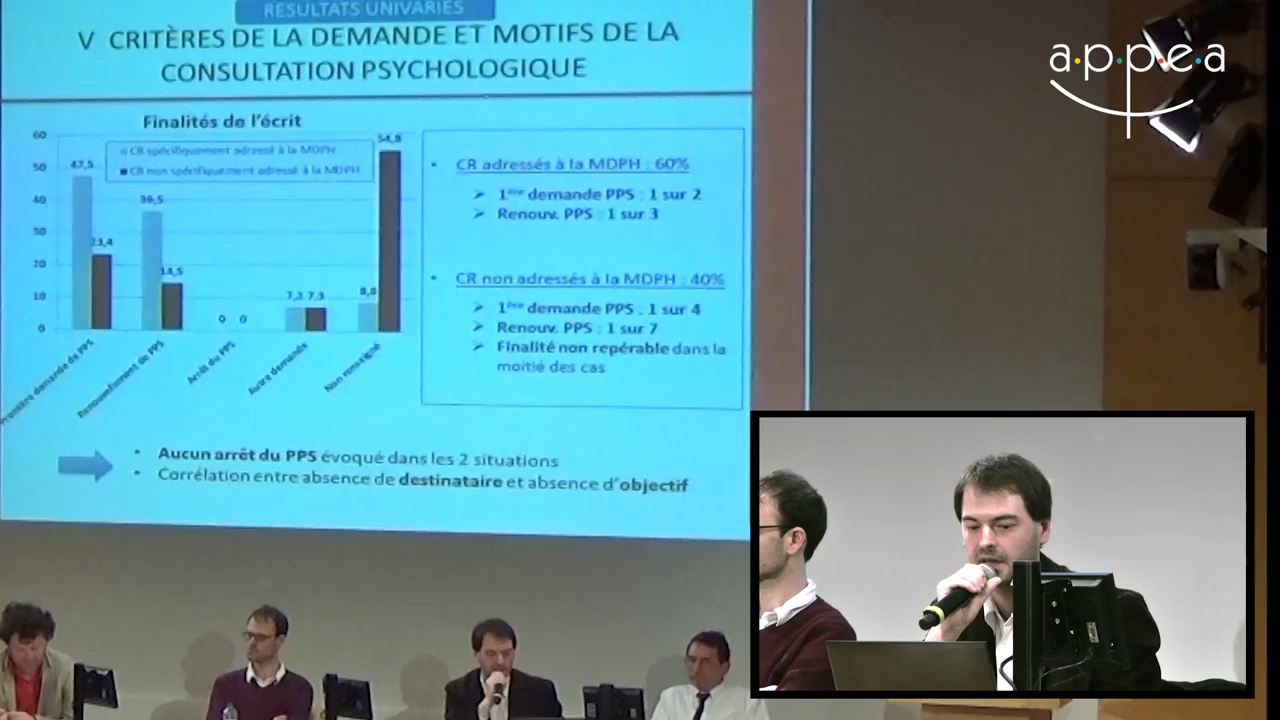 RESULTATS UNIVARIÉS
V CRITÈRES DE LA DEMANDE ET MOTIFS DE LA
CONSULTATION PSYCHOLOGIQUE
Finalités de l'écrit
60
50
40
30
20
10
0
CR spécifiquement adressé à la MDPH
CR non spécifiquement adressé à la MDPH
47,5
23,4
36,5
14,5
0 0
7,2 7,3
8,8
54,8
Première demande de PPS
Renouvellement de PPS
Arrêt du PPS
Autre demande
Non renseigné
• CR adressés à la MDPH : 60%
➢ 1ère demande PPS : 1 sur 2
➢ Renouv. PPS : 1 sur 3
• CR non adressés à la MDPH : 40%
➢ 1ère demande PPS : 1 sur 4
➢ Renouv. PPS : 1 sur 7
➢ Finalité non repérable dans la
moitié des cas
• Aucun arrêt du PPS évoqué dans les 2 situations
• Corrélation entre absence de destinataire et absence d'objectif
a·p·p·e·a